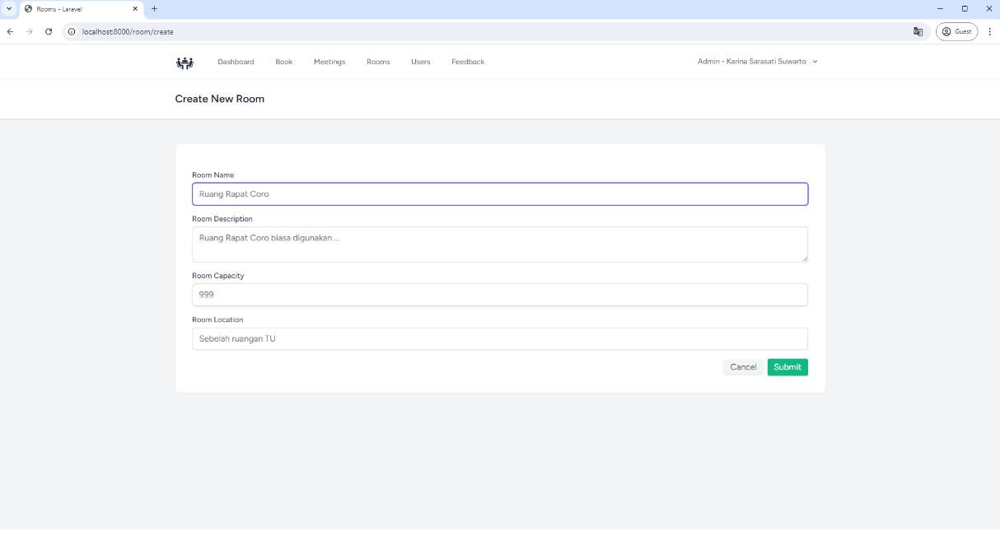 Rooms - Laravel
localhost:8000/room/create
Guest
Dashboard Book Meetings Rooms Users Feedback Admin - Karina Sarasati Suwarto
Create New Room
Room Name
Ruang Rapat Coro
Room Description
Ruang Rapat Coro biasa digunakan ...
Room Capacity
999
Room Location
Sebelah ruangan TU
Cancel Submit